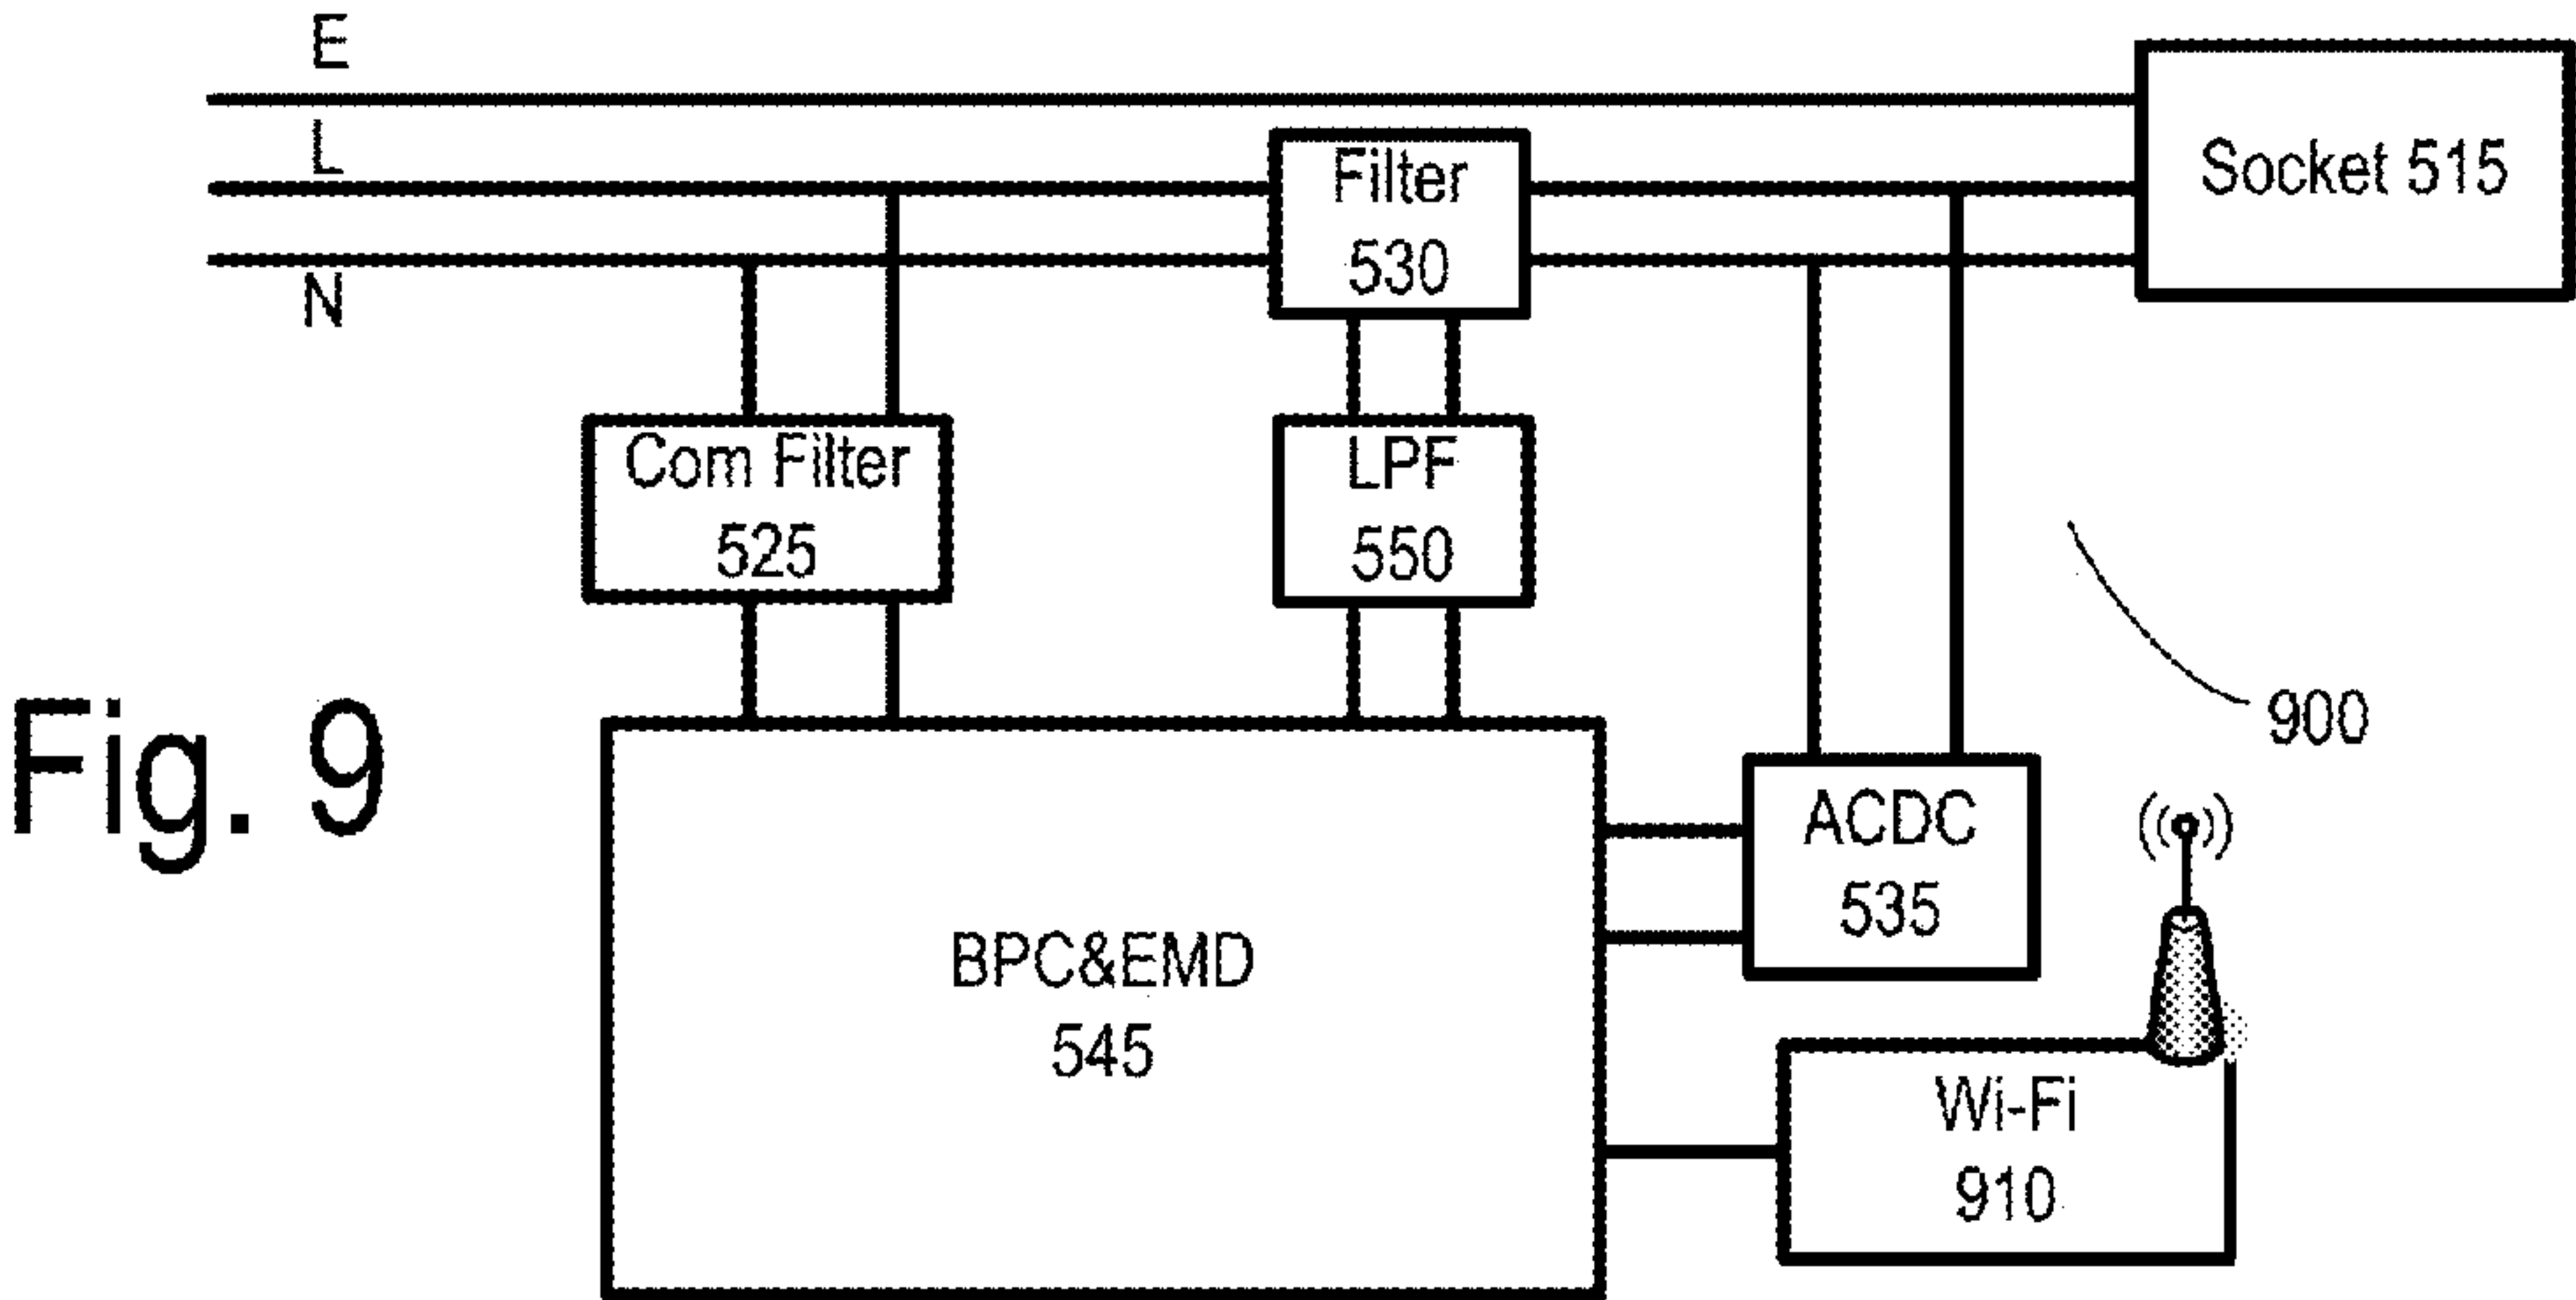 E
L
N
Filter
530
Socket 515
Com Filter
525
LPF
550
Fig. 9
900
ACDC
535
BPC&EMD
545
Wi-Fi
910